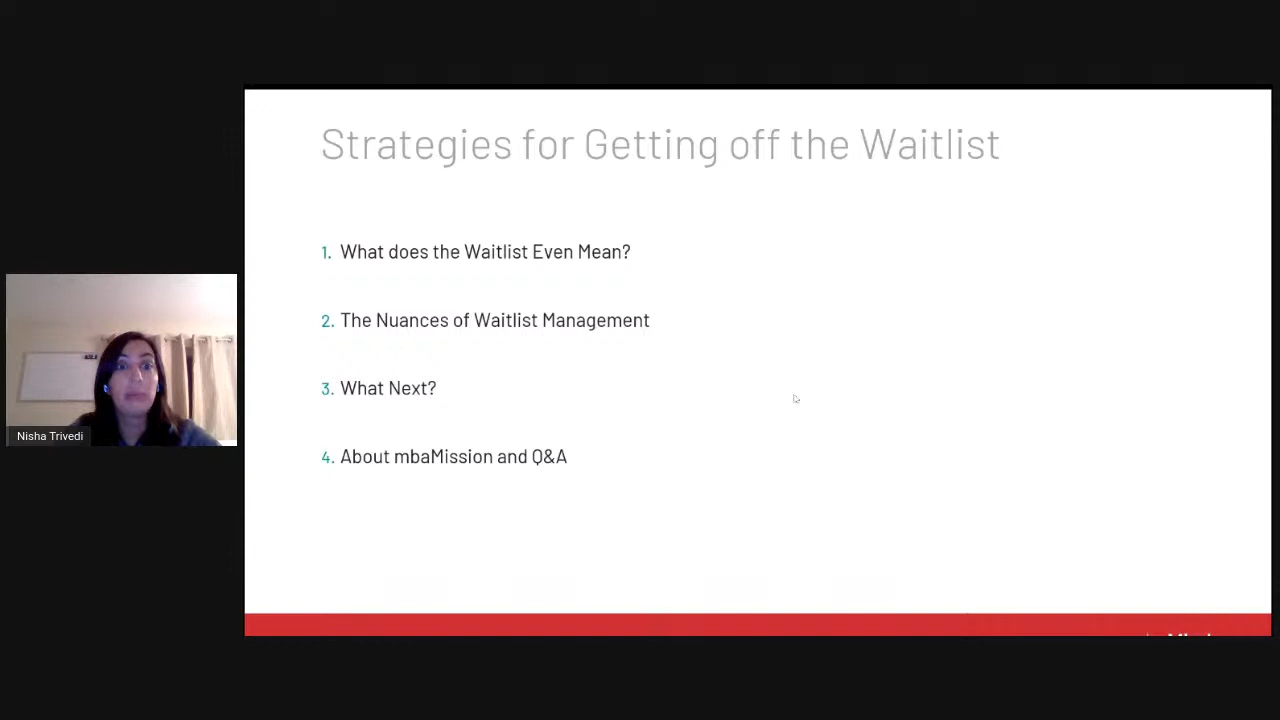 Strategies for Getting off the Waitlist
1. What does the Waitlist Even Mean?
2. The Nuances of Waitlist Management
3. What Next?
4. About mbaMission and Q&A
Nisha Trivedi